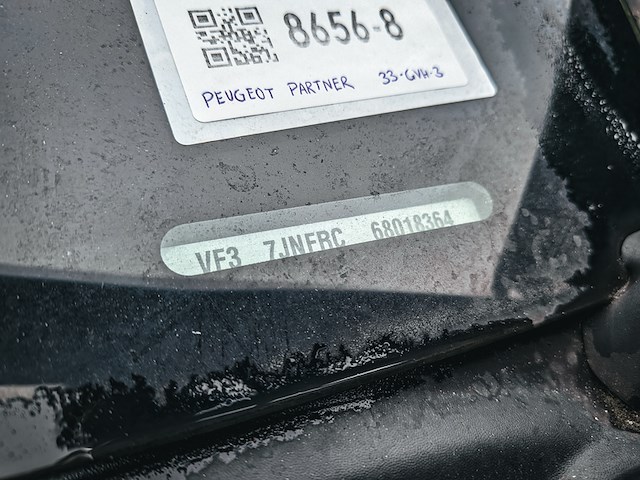 8656-8
PEUGEOT PARTNER 33-GVH-3
VF3 7JNFRC 68018364